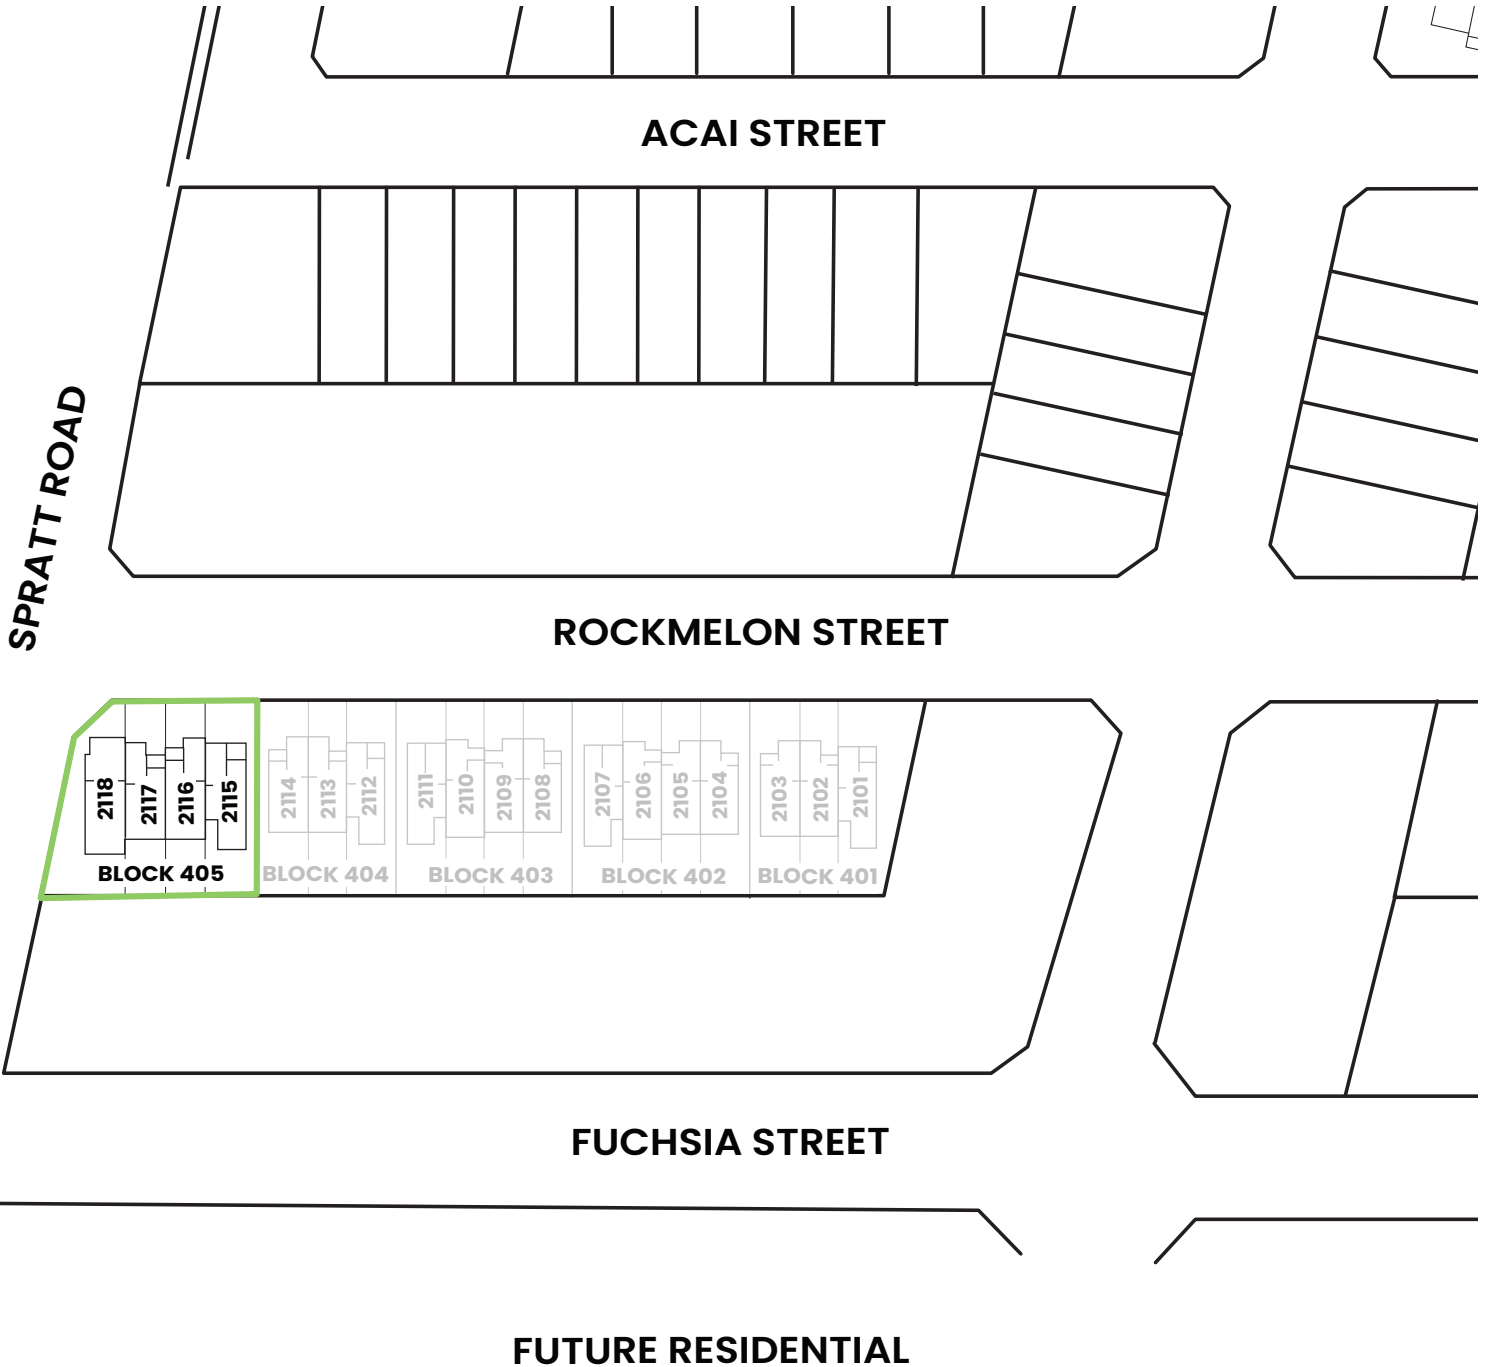 ACAI STREET
SPRATT ROAD
ROCKMELON STREET
2118
2117
2116
2115
2114
2113
2112
2111
2110
2109
2108
2107
2106
2105
2104
2103
2102
2101
BLOCK 405
BLOCK 404
BLOCK 403
BLOCK 402
BLOCK 401
FUCHSIA STREET
FUTURE RESIDENTIAL